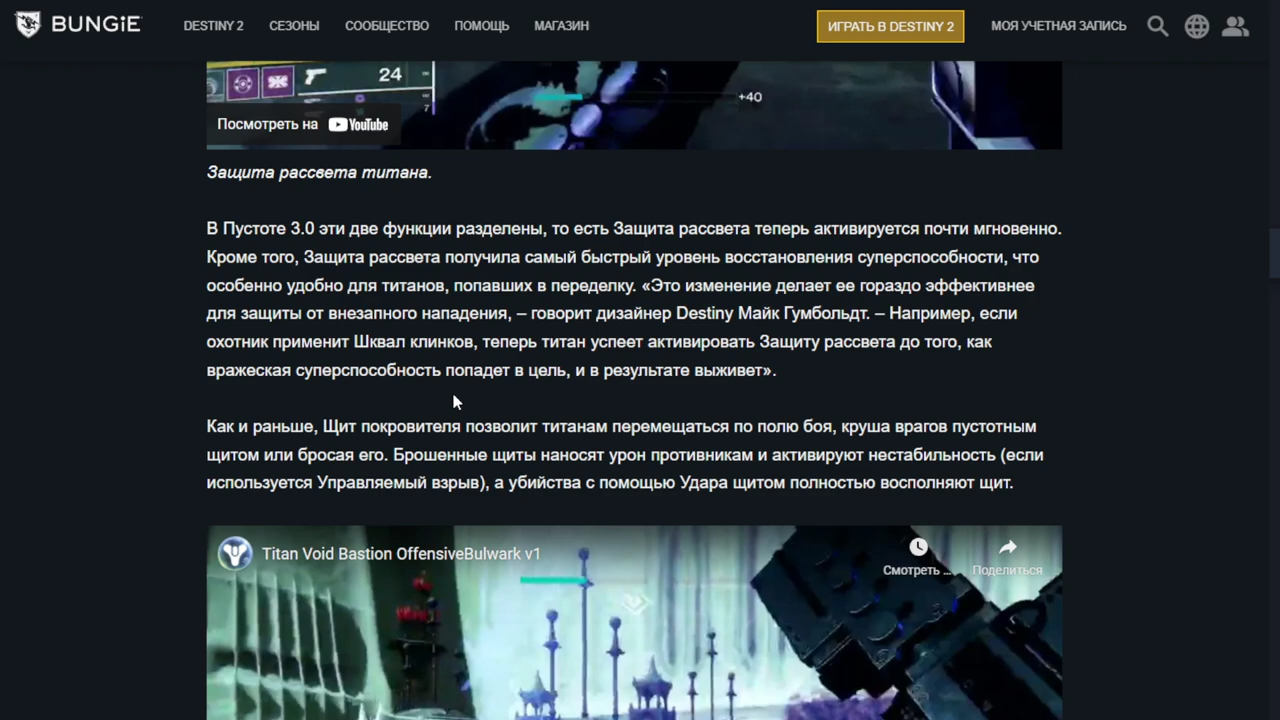 BUNGiE DESTINY 2 СЕЗОНЫ СООБЩЕСТВО ПОМОЩЬ МАГАЗИН ИГРАТЬ В DESTINY 2 МОЯ УЧЕТНАЯ ЗАПИСЬ
24
+40
7
Посмотреть на YouTube
Защита рассвета титана.
В Пустоте 3.0 эти две функции разделены, то есть Защита рассвета теперь активируется почти мгновенно.
Кроме того, Защита рассвета получила самый быстрый уровень восстановления суперспособности, что
особенно удобно для титанов, попавших в переделку. «Это изменение делает ее гораздо эффективнее
для защиты от внезапного нападения, – говорит дизайнер Destiny Майк Гумбольдт. – Например, если
охотник применит Шквал клинков, теперь титан успеет активировать Защиту рассвета до того, как
вражеская суперспособность попадет в цель, и в результате выживет».
Как и раньше, Щит покровителя позволит титанам перемещаться по полю боя, круша врагов пустотным
щитом или бросая его. Брошенные щиты наносят урон противникам и активируют нестабильность (если
используется Управляемый взрыв), а убийства с помощью Удара щитом полностью восполняют щит.
Titan Void Bastion OffensiveBulwark v1
Смотреть ... Поделиться